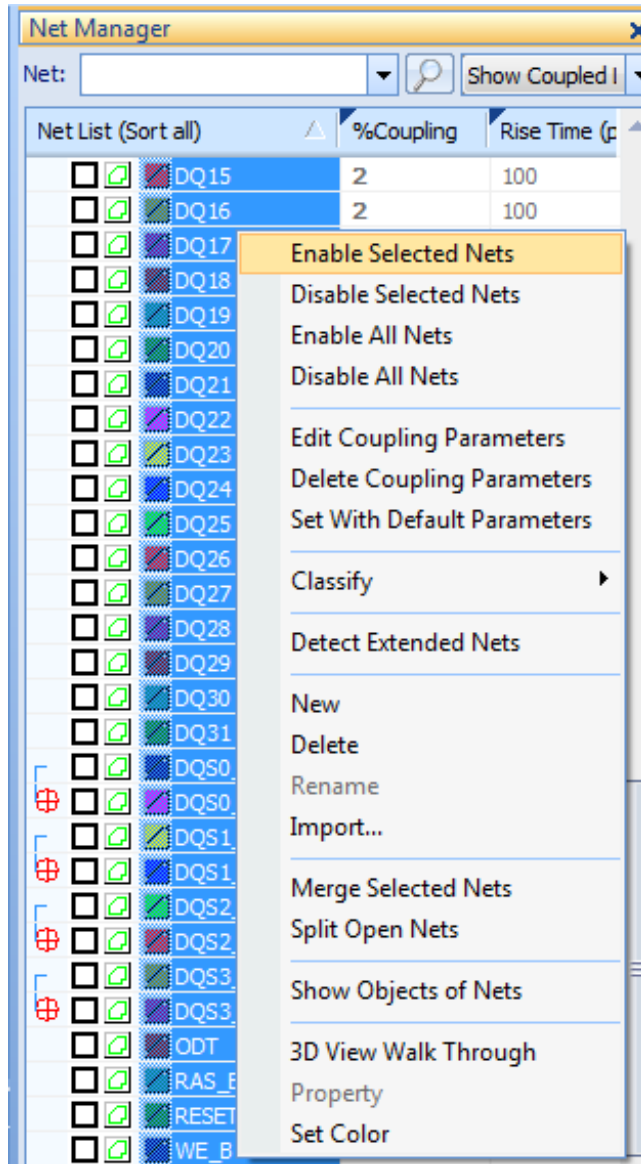 Net Manager
Net: Show Coupled
Net List (Sort all) %Coupling Rise Time
DQ15 2 100
DQ16 2 100
DQ17
DQ18
DQ19
DQ20
DQ21
DQ22
DQ23
DQ24
DQ25
DQ26
DQ27
DQ28
DQ29
DQ30
DQ31
DQS0_
DQS0_
DQS1_
DQS1_
DQS2_
DQS2_
DQS3_
DQS3_
ODT
RAS_B
RESET
WE_B
Enable Selected Nets
Disable Selected Nets
Enable All Nets
Disable All Nets
Edit Coupling Parameters
Delete Coupling Parameters
Set With Default Parameters
Classify
Detect Extended Nets
New
Delete
Rename
Import...
Merge Selected Nets
Split Open Nets
Show Objects of Nets
3D View Walk Through
Property
Set Color